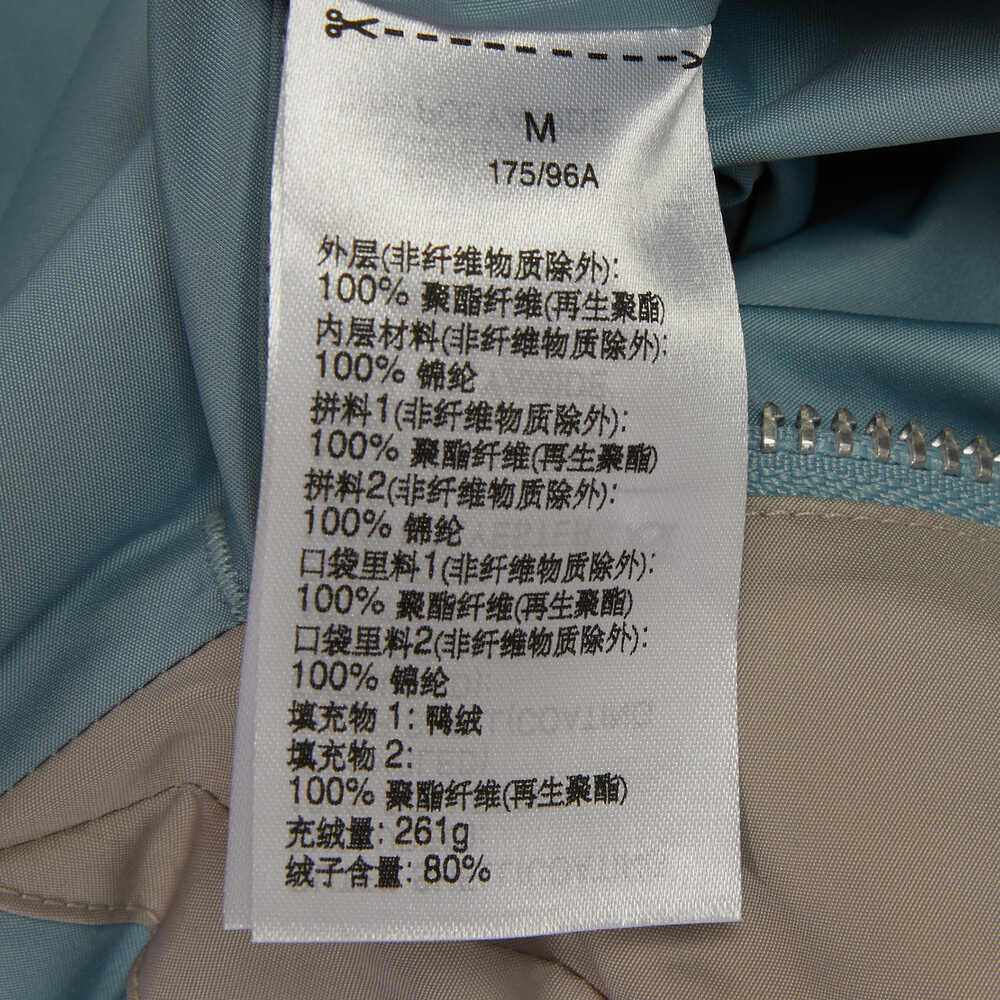 M
175/96A
外层(非纤维物质除外):
100% 聚酯纤维(再生聚酯)
内层材料(非纤维物质除外):
100% 锦纶
拼料1(非纤维物质除外):
100% 聚酯纤维(再生聚酯)
拼料2(非纤维物质除外):
100% 锦纶
口袋里料1(非纤维物质除外):
100% 聚酯纤维(再生聚酯)
口袋里料2(非纤维物质除外):
100% 锦纶
填充物 1: 鸭绒
填充物 2:
100% 聚酯纤维(再生聚酯)
充绒量: 261g
绒子含量: 80%